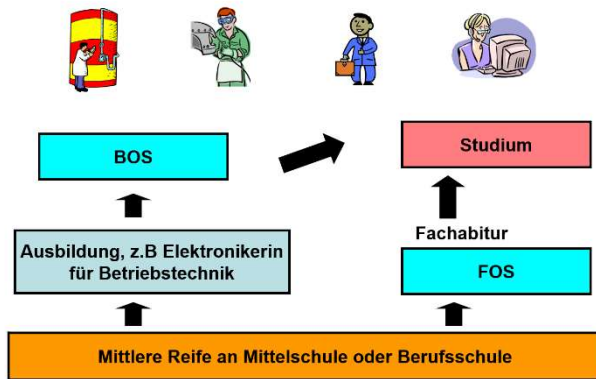 BOS
Studium
Fachabitur
Ausbildung, z.B Elektronikerin
für Betriebstechnik
FOS
Mittlere Reife an Mittelschule oder Berufsschule